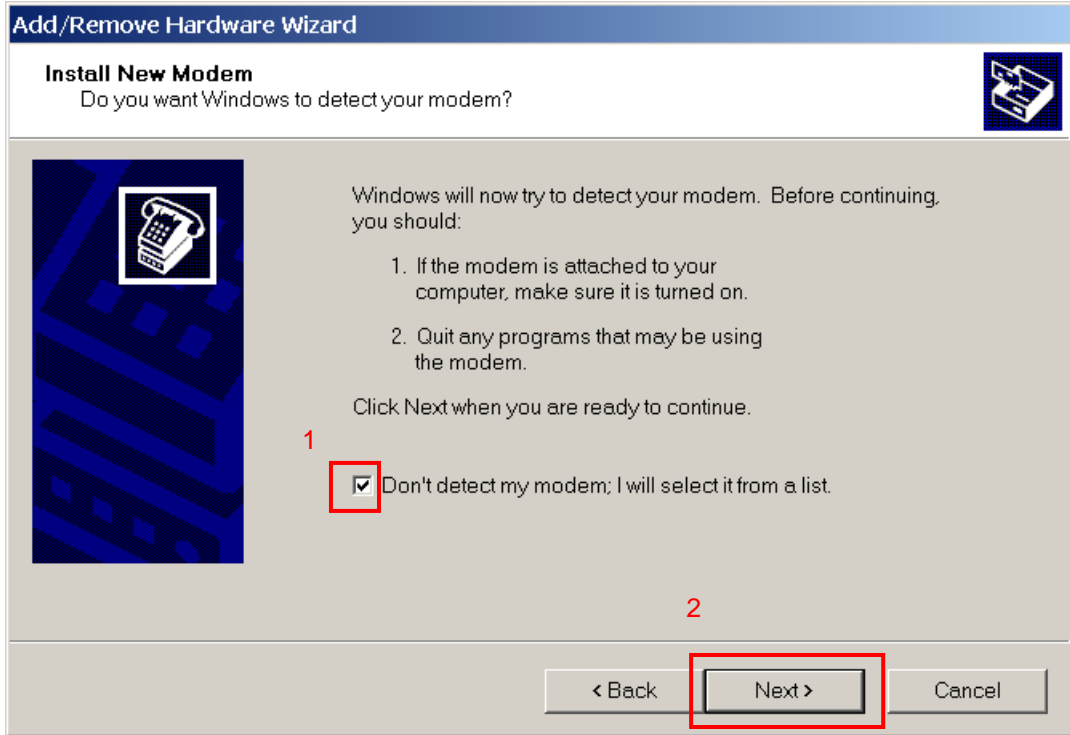 Add/Remove Hardware Wizard
Install New Modem
Do you want Windows to detect your modem?
Windows will now try to detect your modem. Before continuing,
you should:
1. If the modem is attached to your
computer, make sure it is turned on.
2. Quit any programs that may be using
the modem.
Click Next when you are ready to continue.
1
Don't detect my modem; I will select it from a list.
2
< Back Next > Cancel